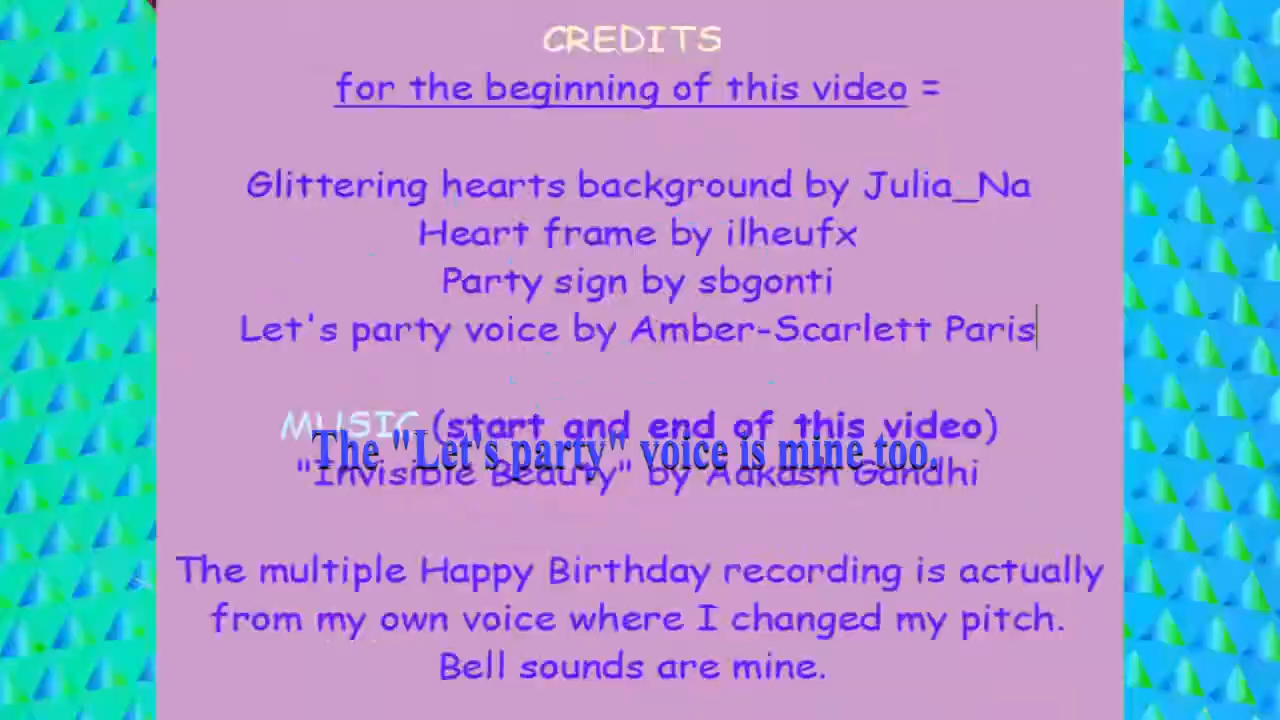 CREDITS
for the beginning of this video =
Glittering hearts background by Julia_Na
Heart frame by ilheufx
Party sign by sbgonti
Let's party voice by Amber-Scarlett Paris
MUSIC (start and end of this video)
The "Let's party" voice is mine too.
"Invisible Beauty" by Aakash Gandhi
The multiple Happy Birthday recording is actually
from my own voice where I changed my pitch.
Bell sounds are mine.